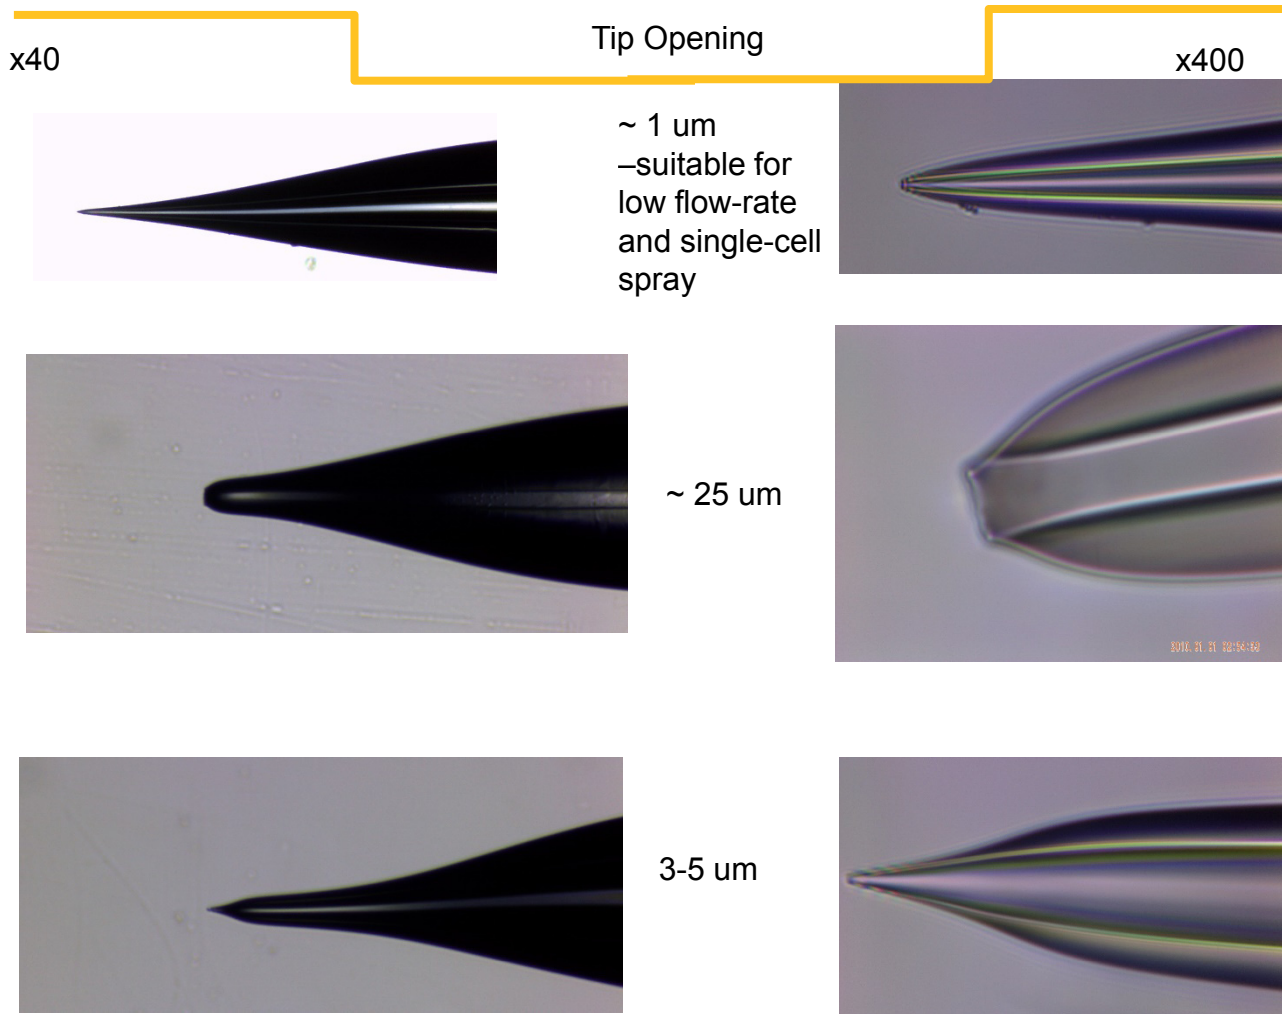 Tip Opening
x40
x400
~ 1 um
–suitable for
low flow-rate
and single-cell
spray
~ 25 um
3-5 um